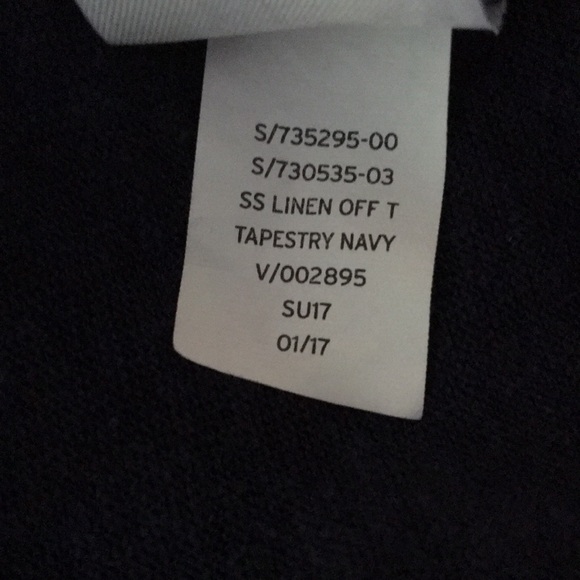 S/735295-00
S/730535-03
SS LINEN OFF T
TAPESTRY NAVY
V/002895
SU17
01/17